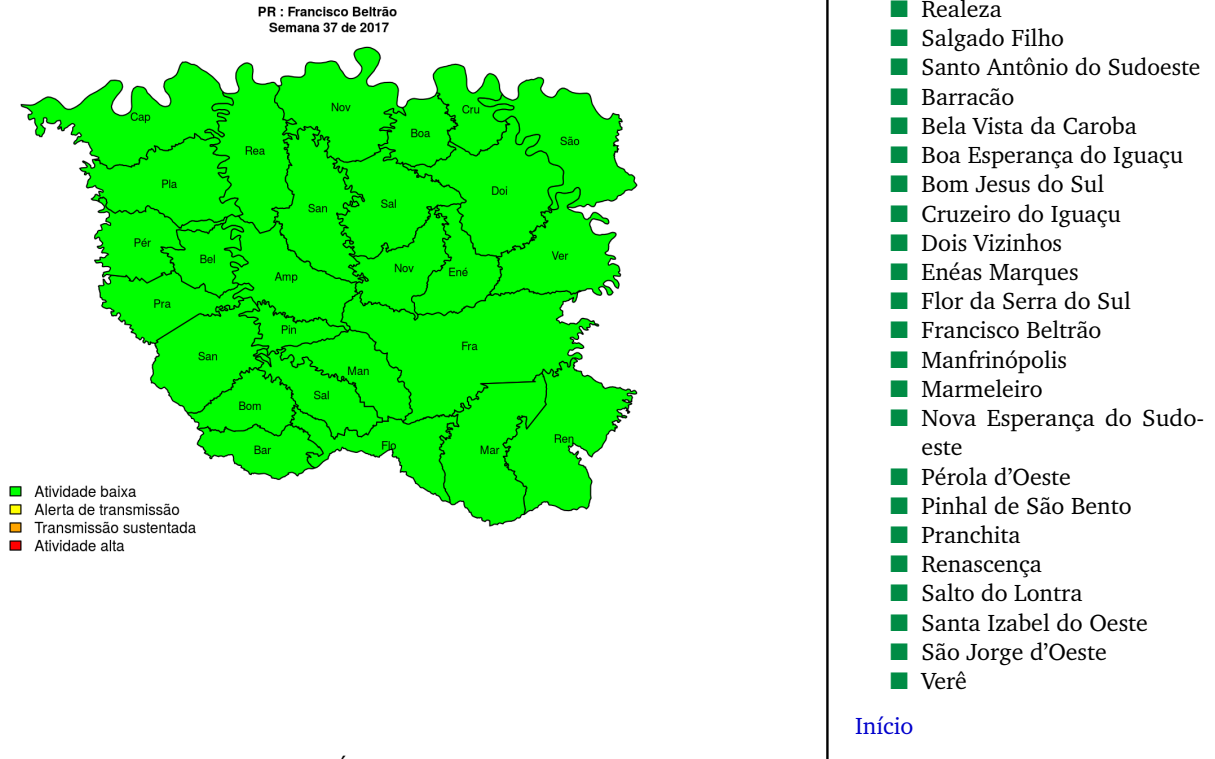 PR : Francisco Beltrão
Semana 37 de 2017
Cap
Nov
Cru
Boa
São
Rea
Pla
Doi
San
Sal
Pér
Bel
Ver
Nov
Ené
Amp
Pra
Pin
Fra
San
Man
Sal
Bom
Ren
Flo
Bar
Mar
Atividade baixa
Alerta de transmissão
Transmissão sustentada
Atividade alta
Realeza
Salgado Filho
Santo Antônio do Sudoeste
Barracão
Bela Vista da Caroba
Boa Esperança do Iguaçu
Bom Jesus do Sul
Cruzeiro do Iguaçu
Dois Vizinhos
Enéas Marques
Flor da Serra do Sul
Francisco Beltrão
Manfrinópolis
Marmeleiro
Nova Esperança do Sudo-
este
Pérola d’Oeste
Pinhal de São Bento
Pranchita
Renascença
Salto do Lontra
Santa Izabel do Oeste
São Jorge d’Oeste
Verê
Início